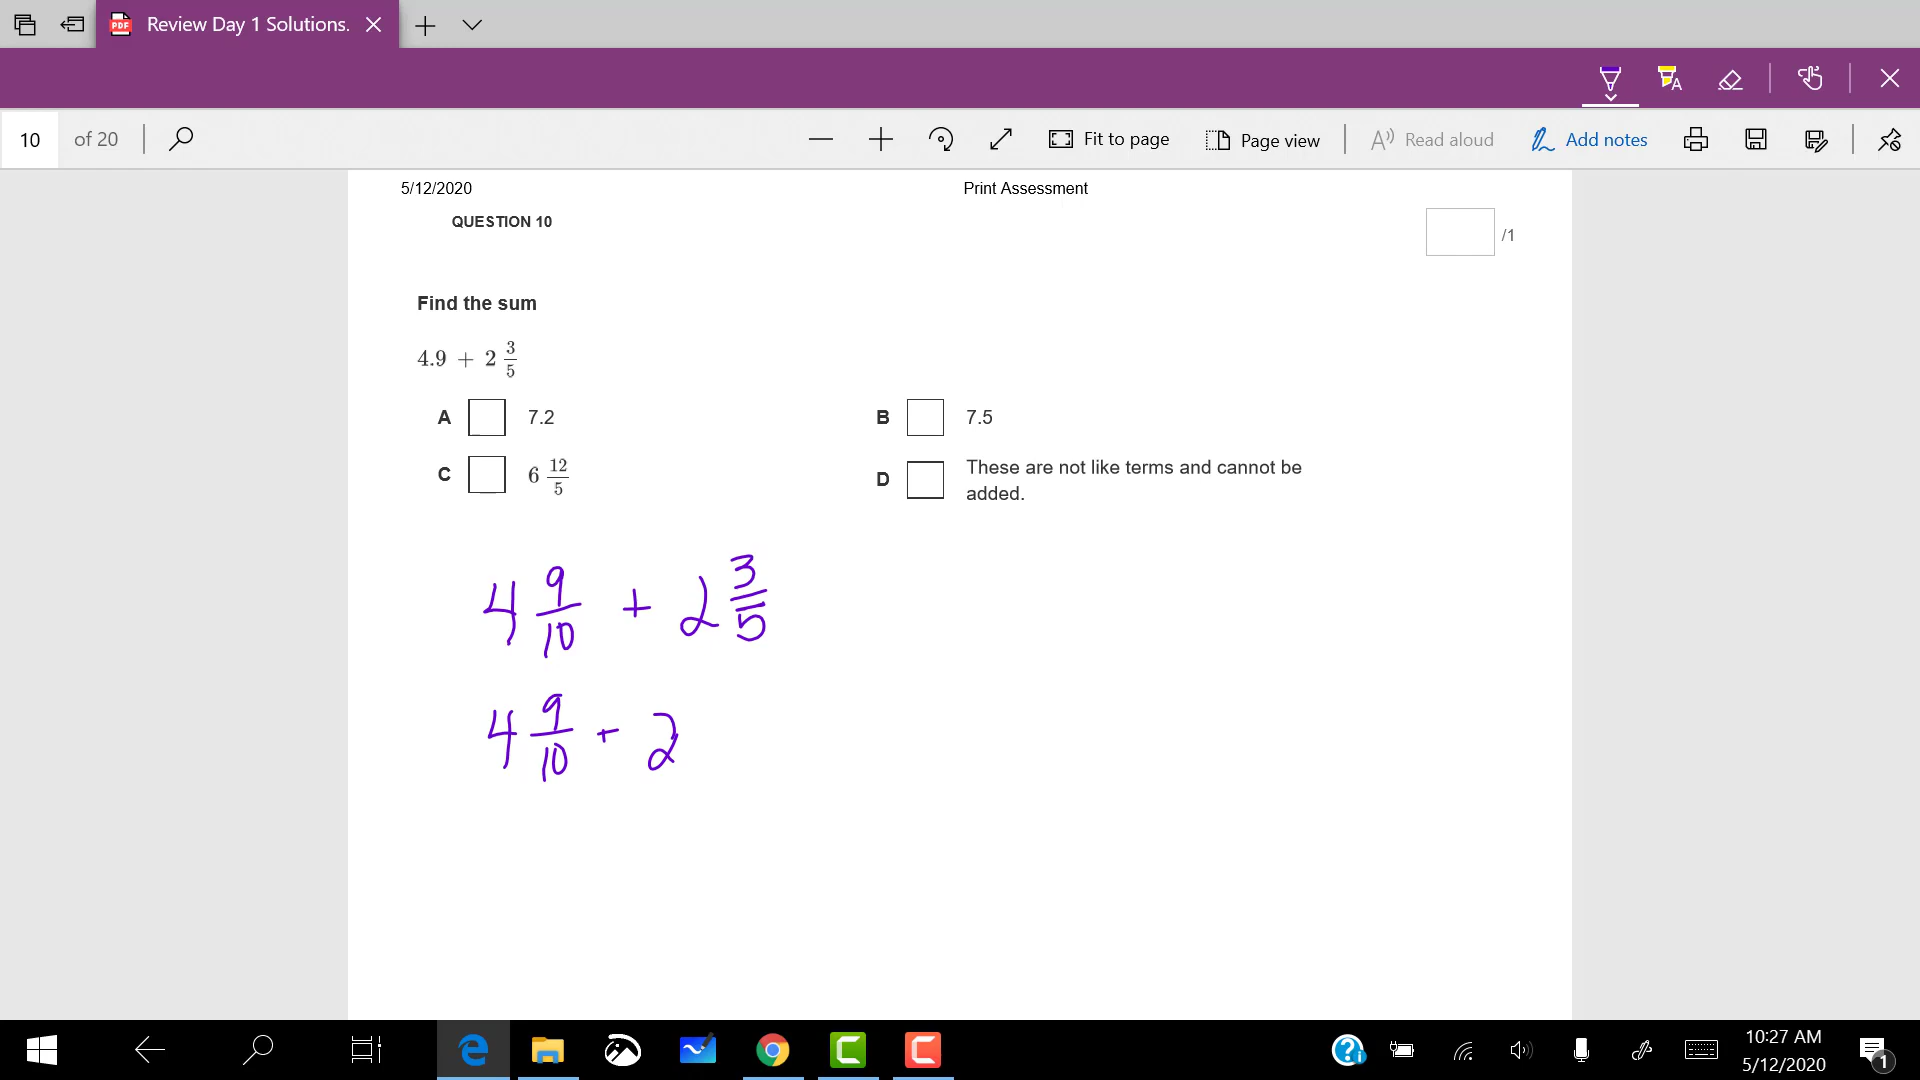 Review Day 1 Solutions.
10 of 20
Fit to page
Page view
Read aloud
Add notes
5/12/2020 Print Assessment
QUESTION 10
/1
Find the sum
4.9 + 2 3/5
A 7.2
B 7.5
C 6 12/5
D These are not like terms and cannot be
added.
4 9/10 + 2 3/5
4 9/10 + 2
10:27 AM
5/12/2020
1